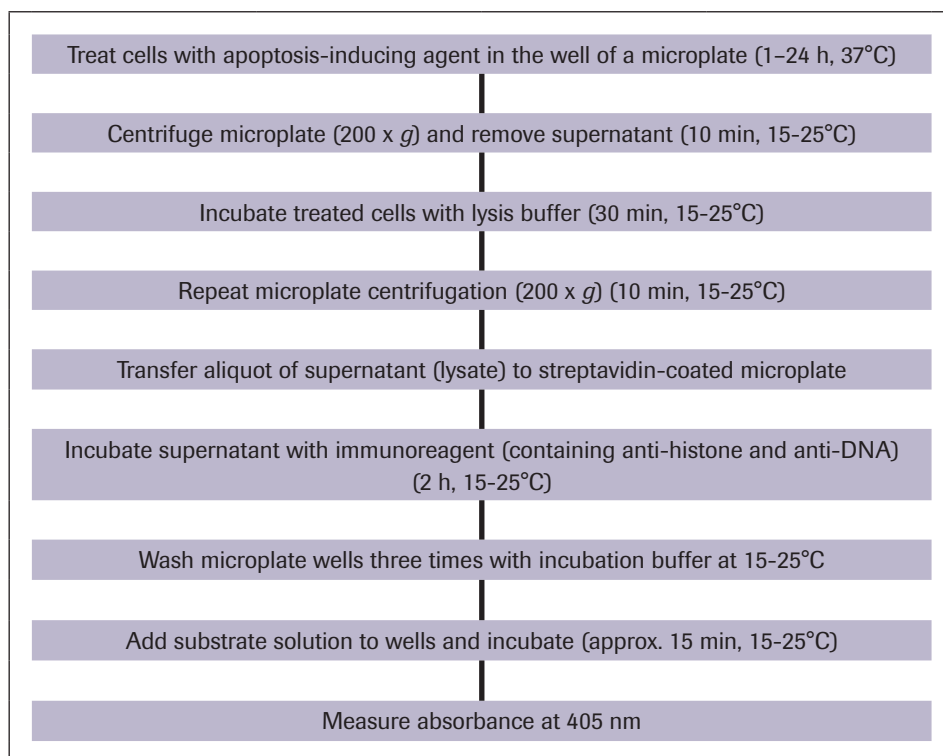 Treat cells with apoptosis-inducing agent in the well of a microplate (1–24 h, 37°C)
Centrifuge microplate (200 x g) and remove supernatant (10 min, 15-25°C)
Incubate treated cells with lysis buffer (30 min, 15-25°C)
Repeat microplate centrifugation (200 x g) (10 min, 15-25°C)
Transfer aliquot of supernatant (lysate) to streptavidin-coated microplate
Incubate supernatant with immunoreagent (containing anti-histone and anti-DNA)
(2 h, 15-25°C)
Wash microplate wells three times with incubation buffer at 15-25°C
Add substrate solution to wells and incubate (approx. 15 min, 15-25°C)
Measure absorbance at 405 nm